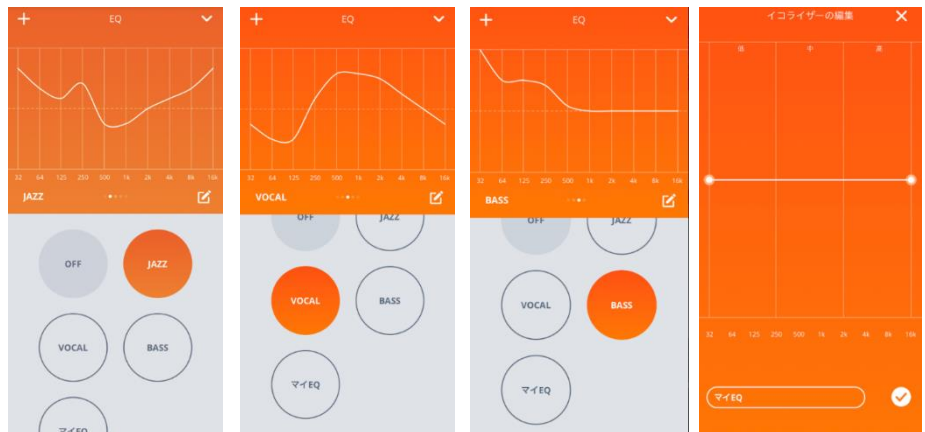 EQ
32 64 125 250 500 1k 2k 4k 8k 16k
JAZZ
OFF
JAZZ
VOCAL
BASS
マイEQ
EQ
32 64 125 250 500 1k 2k 4k 8k 16k
VOCAL
OFF
JAZZ
VOCAL
BASS
マイEQ
EQ
32 64 125 250 500 1k 2k 4k 8k 16k
BASS
OFF
JAZZ
VOCAL
BASS
マイEQ
イコライザーの編集
低 中 高
32 64 125 250 500 1k 2k 4k 8k 16k
マイEQ